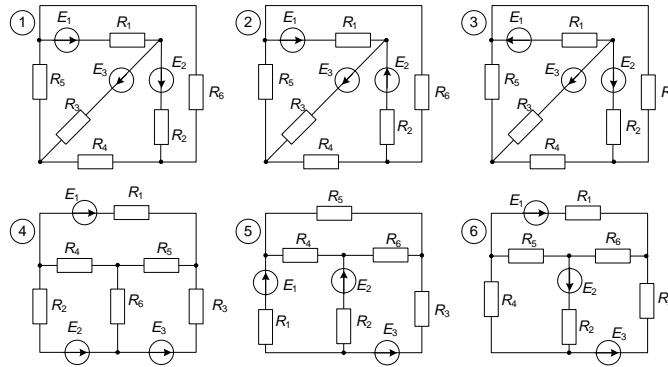 1 E1 R1 R5 E3 E2 R3 R6 R2 R4
2 E1 R1 R5 E3 E2 R3 R6 R2 R4
3 E1 R1 R5 E3 E2 R3 R R2 R4
4 E1 R1 R4 R5 R2 R6 R3 E2 E3
5 R5 R4 R6 E1 E2 R1 R2 R3 E3
6 E1 R1 R5 R6 R4 E2 R R2 E3